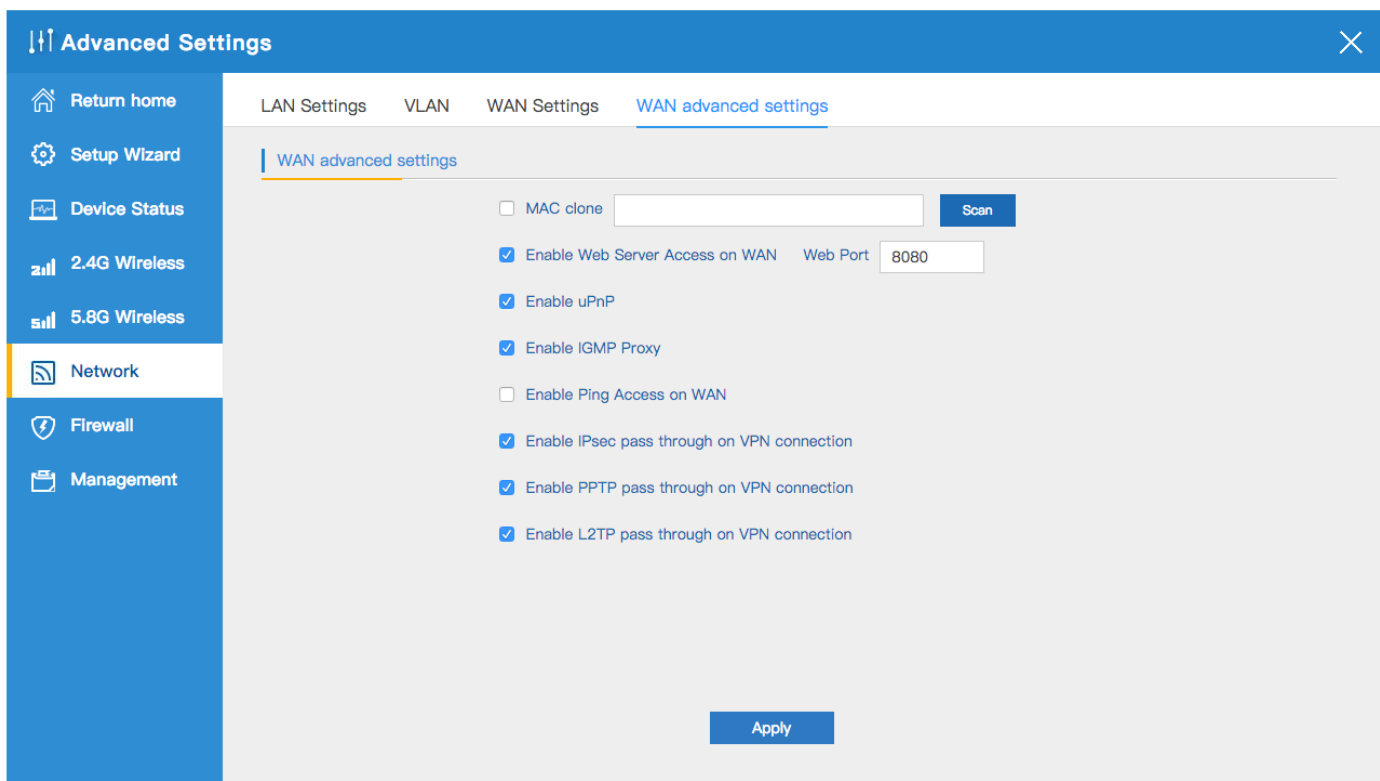 Advanced Settings
Return home
Setup Wizard
Device Status
2.4G Wireless
5.8G Wireless
Network
Firewall
Management
LAN Settings VLAN WAN Settings WAN advanced settings
WAN advanced settings
MAC clone Scan
Enable Web Server Access on WAN Web Port 8080
Enable uPnP
Enable IGMP Proxy
Enable Ping Access on WAN
Enable IPsec pass through on VPN connection
Enable PPTP pass through on VPN connection
Enable L2TP pass through on VPN connection
Apply